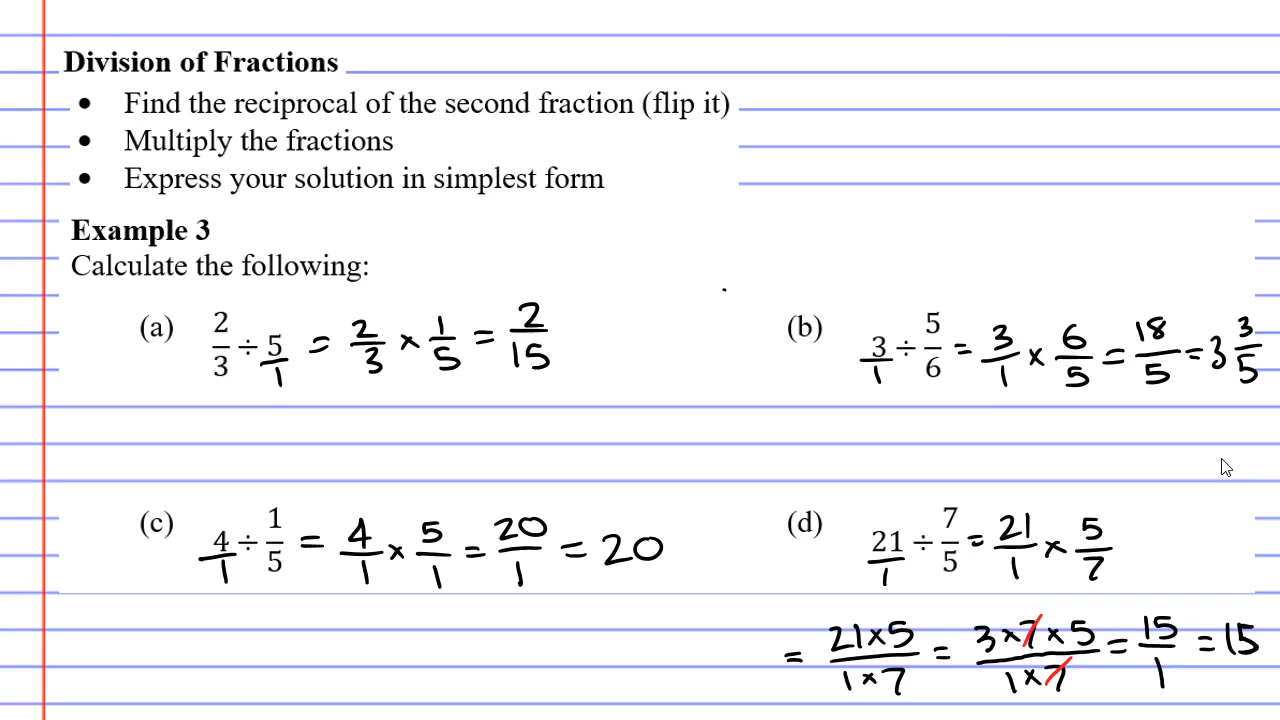 Division of Fractions
• Find the reciprocal of the second fraction (flip it)
• Multiply the fractions
• Express your solution in simplest form
Example 3
Calculate the following:
(a) 2/3 ÷ 5/1 = 2/3 × 1/5 = 2/15
(b) 3/1 ÷ 5/6 = 3/1 × 6/5 = 18/5 = 3 3/5
(c) 4/1 ÷ 1/5 = 4/1 × 5/1 = 20/1 = 20
(d) 21/1 ÷ 7/5 = 21/1 × 5/7
= 21×5/1×7 = 3×7×5/1×7 = 15/1 = 15